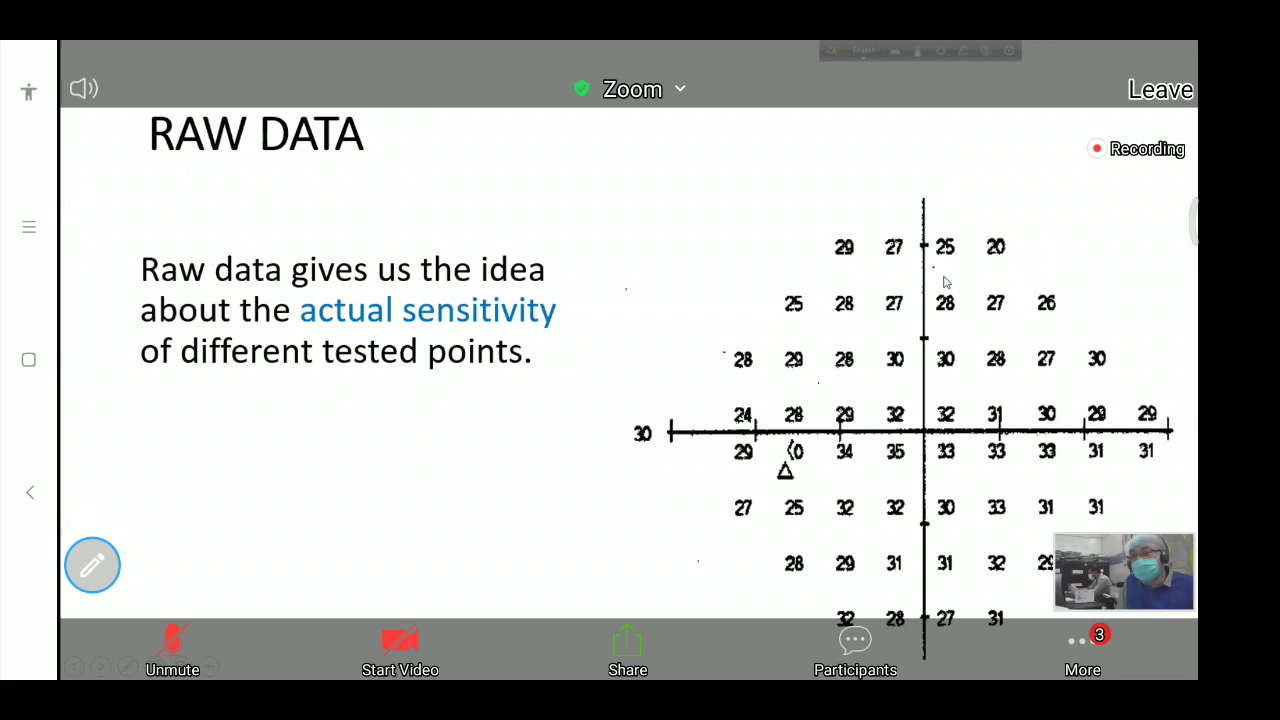 English
Zoom
Leave
RAW DATA
Recording
Raw data gives us the idea
about the actual sensitivity
of different tested points.
29 27 25 20
25 28 27 28 27 26
28 29 28 30 30 28 27 30
24 28 29 32 32 31 30 29 29
30
29 <0 34 35 33 33 33 31 31
Δ
27 25 32 32 30 33 31 31
28 29 31 31 32 29
32 28 27 31
3
Unmute
Start Video
Share
Participants
More